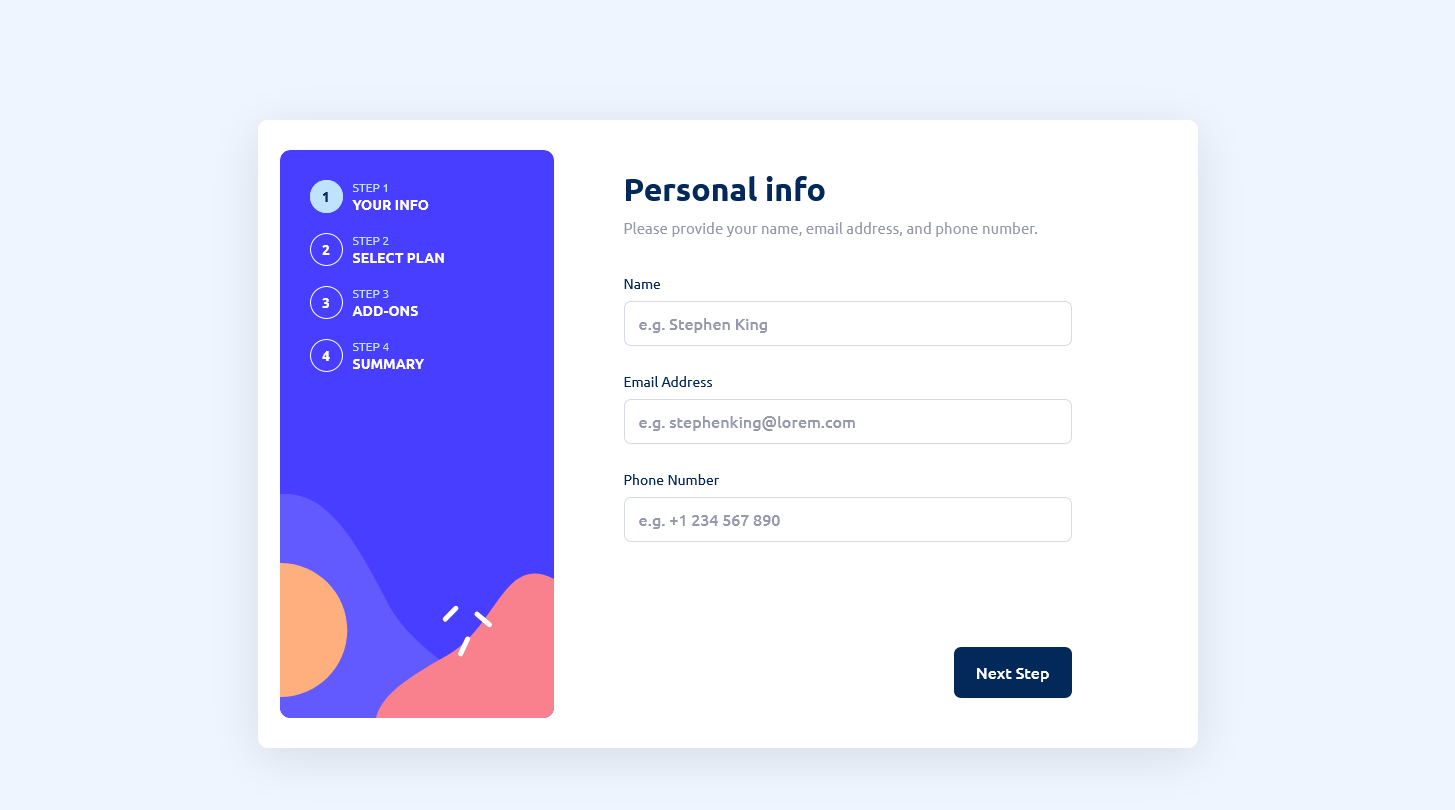 1
STEP 1
YOUR INFO
2
STEP 2
SELECT PLAN
3
STEP 3
ADD-ONS
4
STEP 4
SUMMARY
Personal info
Please provide your name, email address, and phone number.
Name
e.g. Stephen King
Email Address
e.g. stephenking@lorem.com
Phone Number
e.g. +1 234 567 890
Next Step